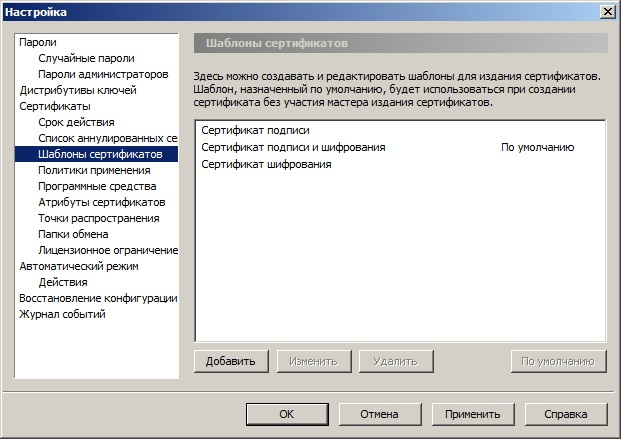 Настройка
Пароли
Случайные пароли
Пароли администраторов
Дистрибутивы ключей
Сертификаты
Срок действия
Список аннулированных се
Шаблоны сертификатов
Политики применения
Программные средства
Атрибуты сертификатов
Точки распространения
Папки обмена
Лицензионное ограничение
Автоматический режим
Действия
Восстановление конфигурации
Журнал событий
Шаблоны сертификатов
Здесь можно создавать и редактировать шаблоны для издания сертификатов.
Шаблон, назначенный по умолчанию, будет использоваться при создании
сертификата без участия мастера издания сертификатов.
Сертификат подписи
Сертификат подписи и шифрования По умолчанию
Сертификат шифрования
Добавить Изменить Удалить По умолчанию
OK Отмена Применить Справка